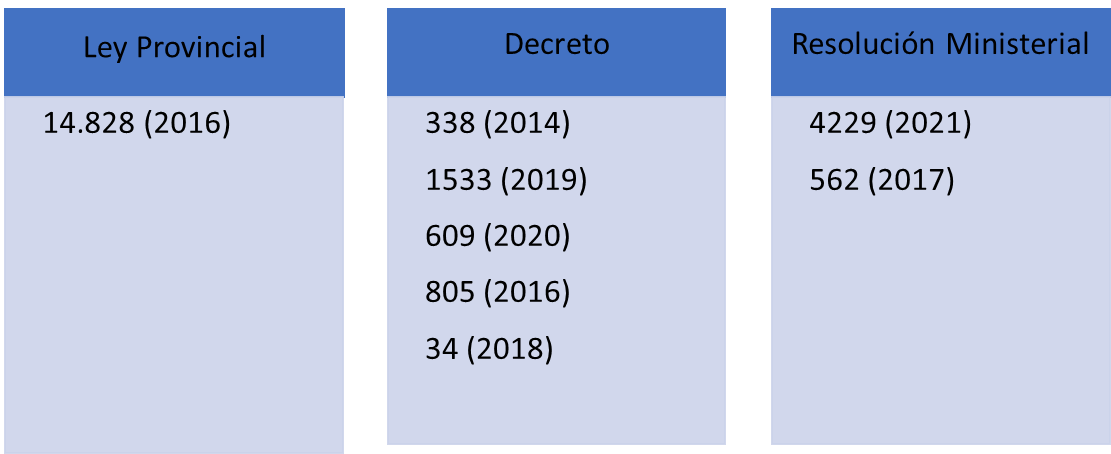 Ley Provincial
14.828 (2016)
Decreto
338 (2014)
1533 (2019)
609 (2020)
805 (2016)
34 (2018)
Resolución Ministerial
4229 (2021)
562 (2017)